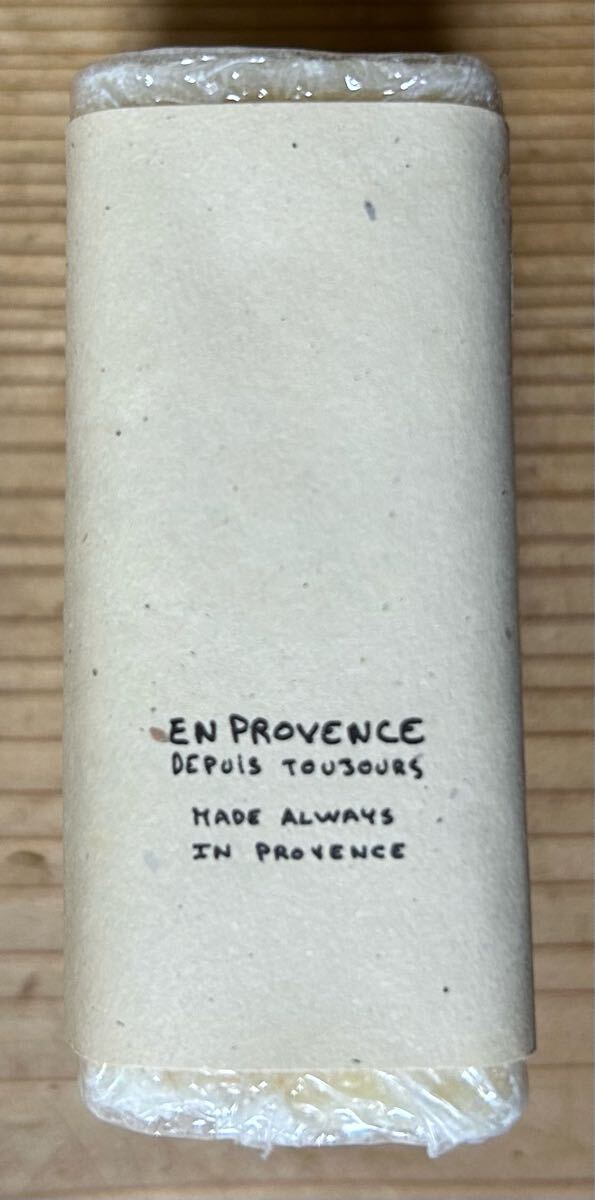 EN PROVENCE
DEPUIS TOUJOURS
MADE ALWAYS
IN PROVENCE